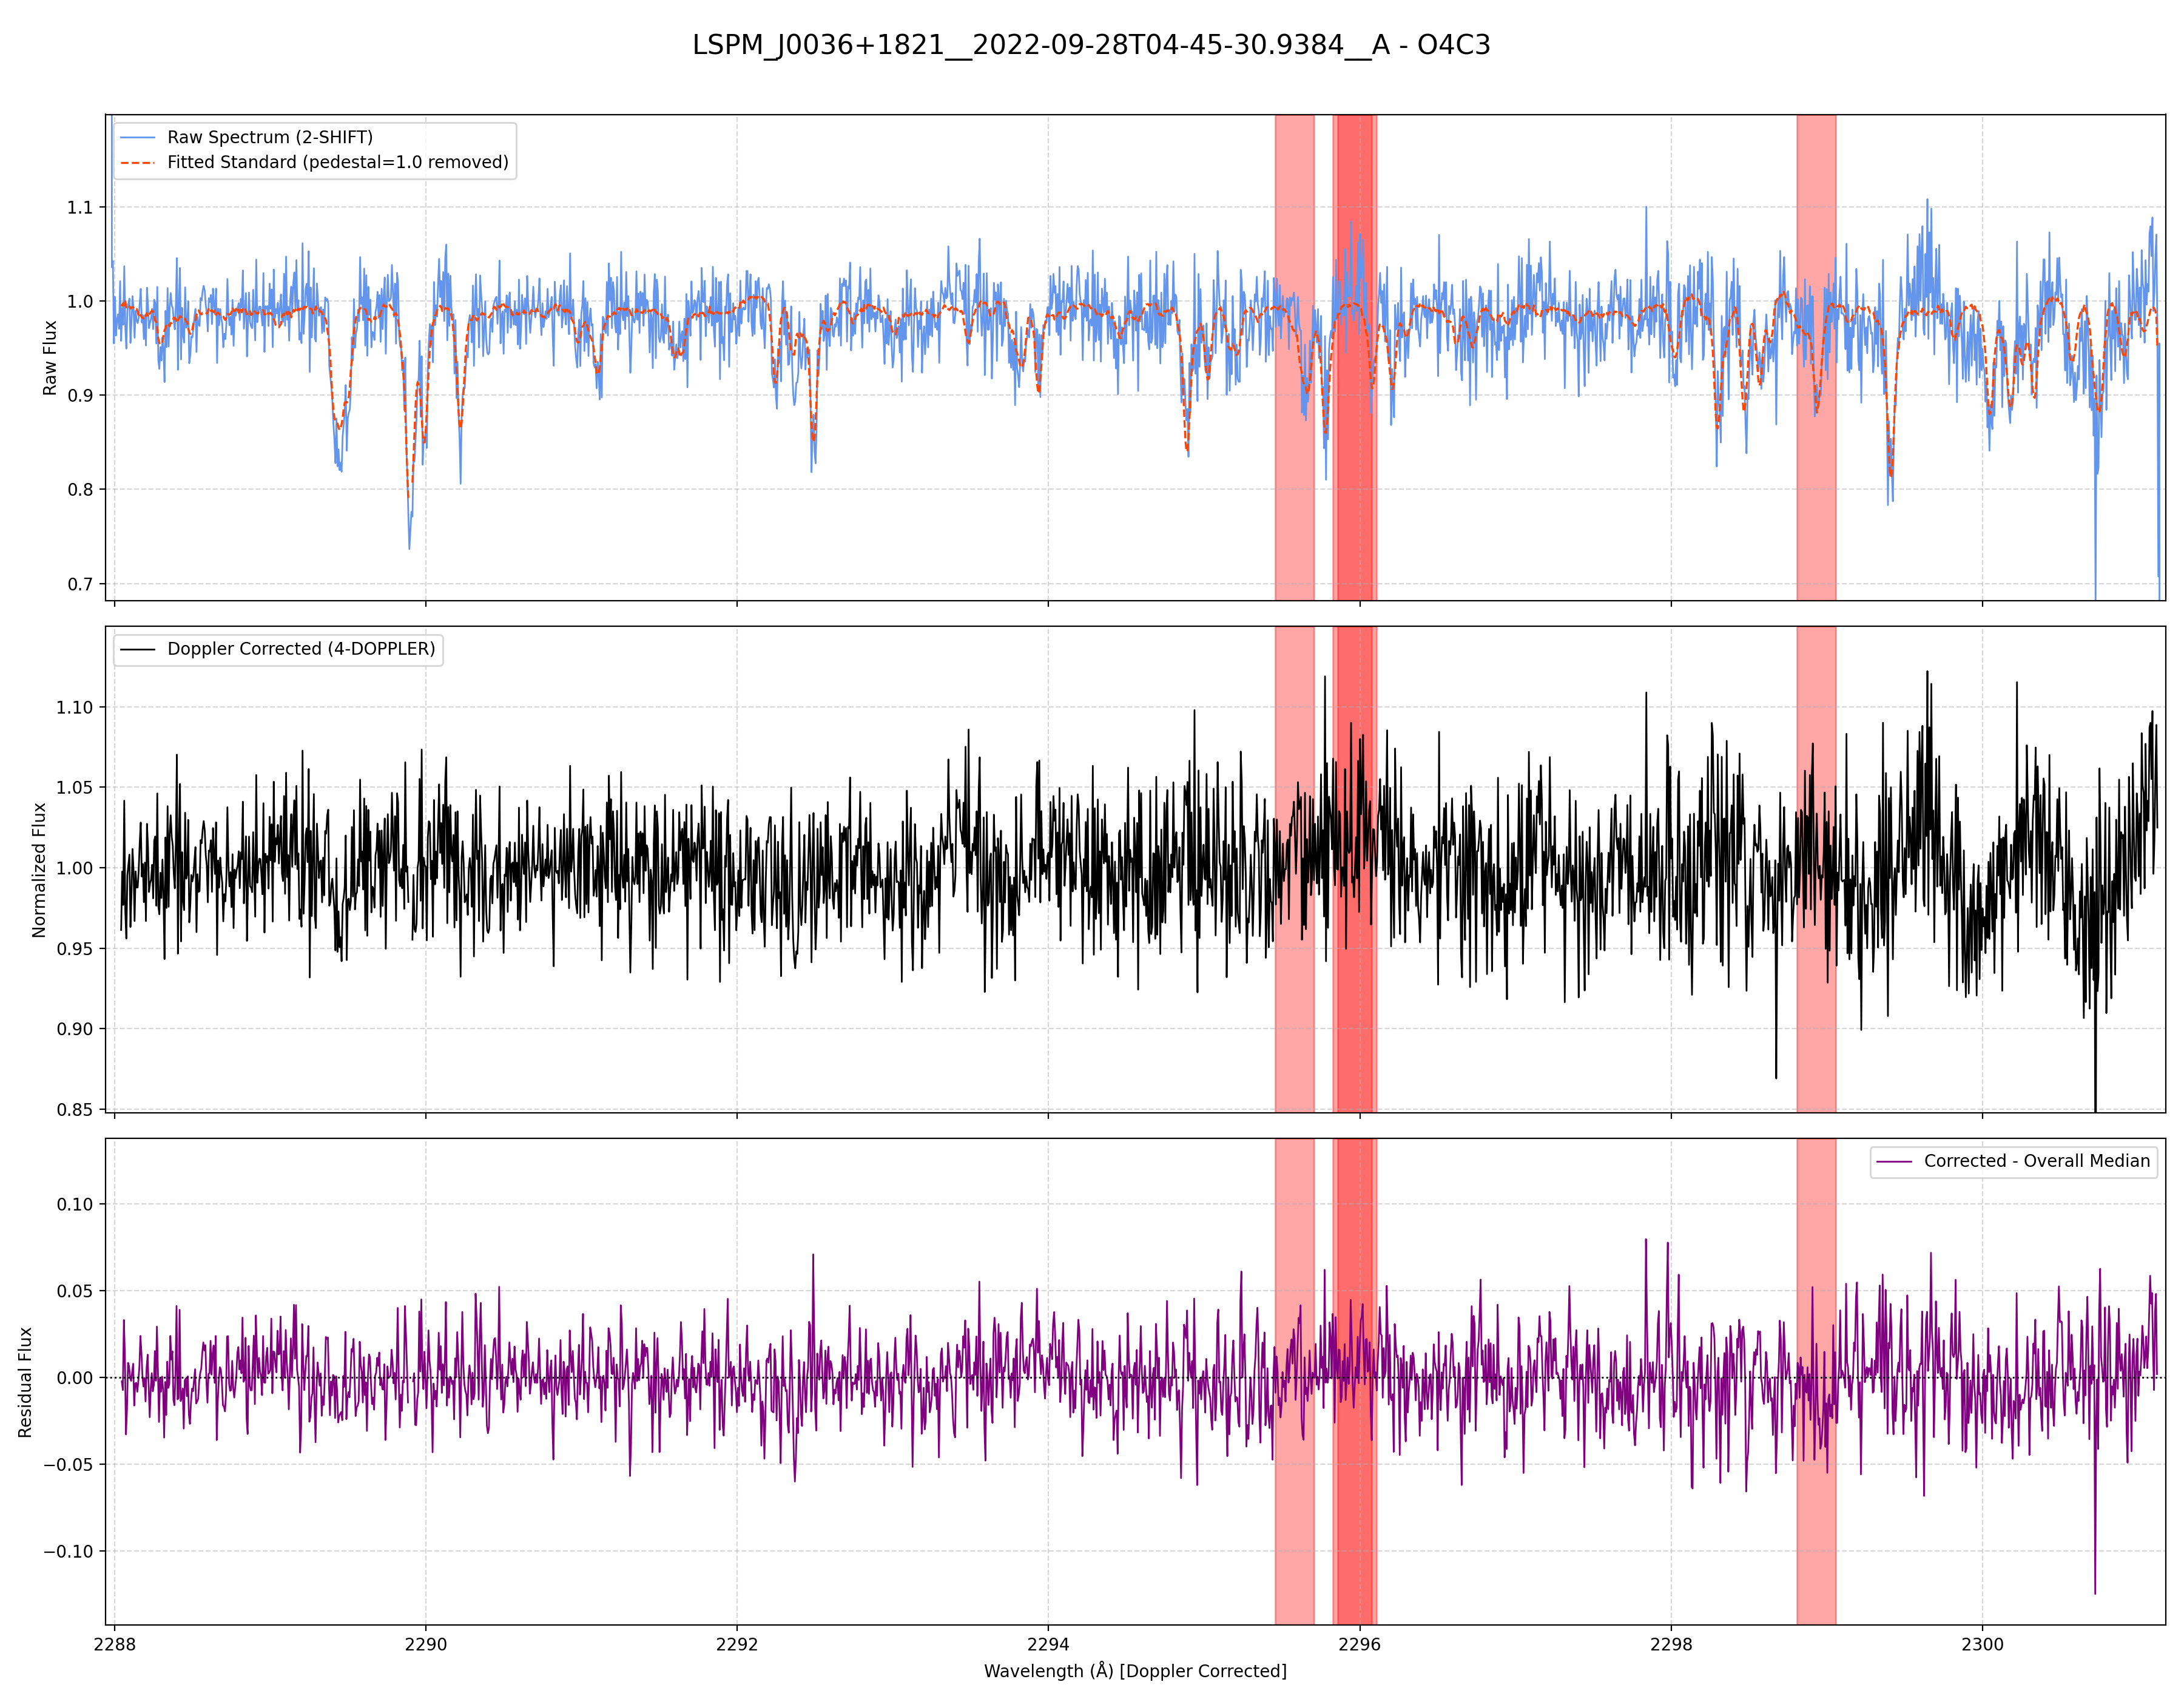 LSPM_J0036+1821__2022-09-28T04-45-30.9384__A - O4C3
Raw Spectrum (2-SHIFT)
Fitted Standard (pedestal=1.0 removed)
Raw Flux
1.1
1.0
0.9
0.8
0.7
Doppler Corrected (4-DOPPLER)
Normalized Flux
1.10
1.05
1.00
0.95
0.90
0.85
Corrected - Overall Median
Residual Flux
0.10
0.05
0.00
−0.05
−0.10
2288 2290 2292 2294 2296 2298 2300
Wavelength (Å) [Doppler Corrected]